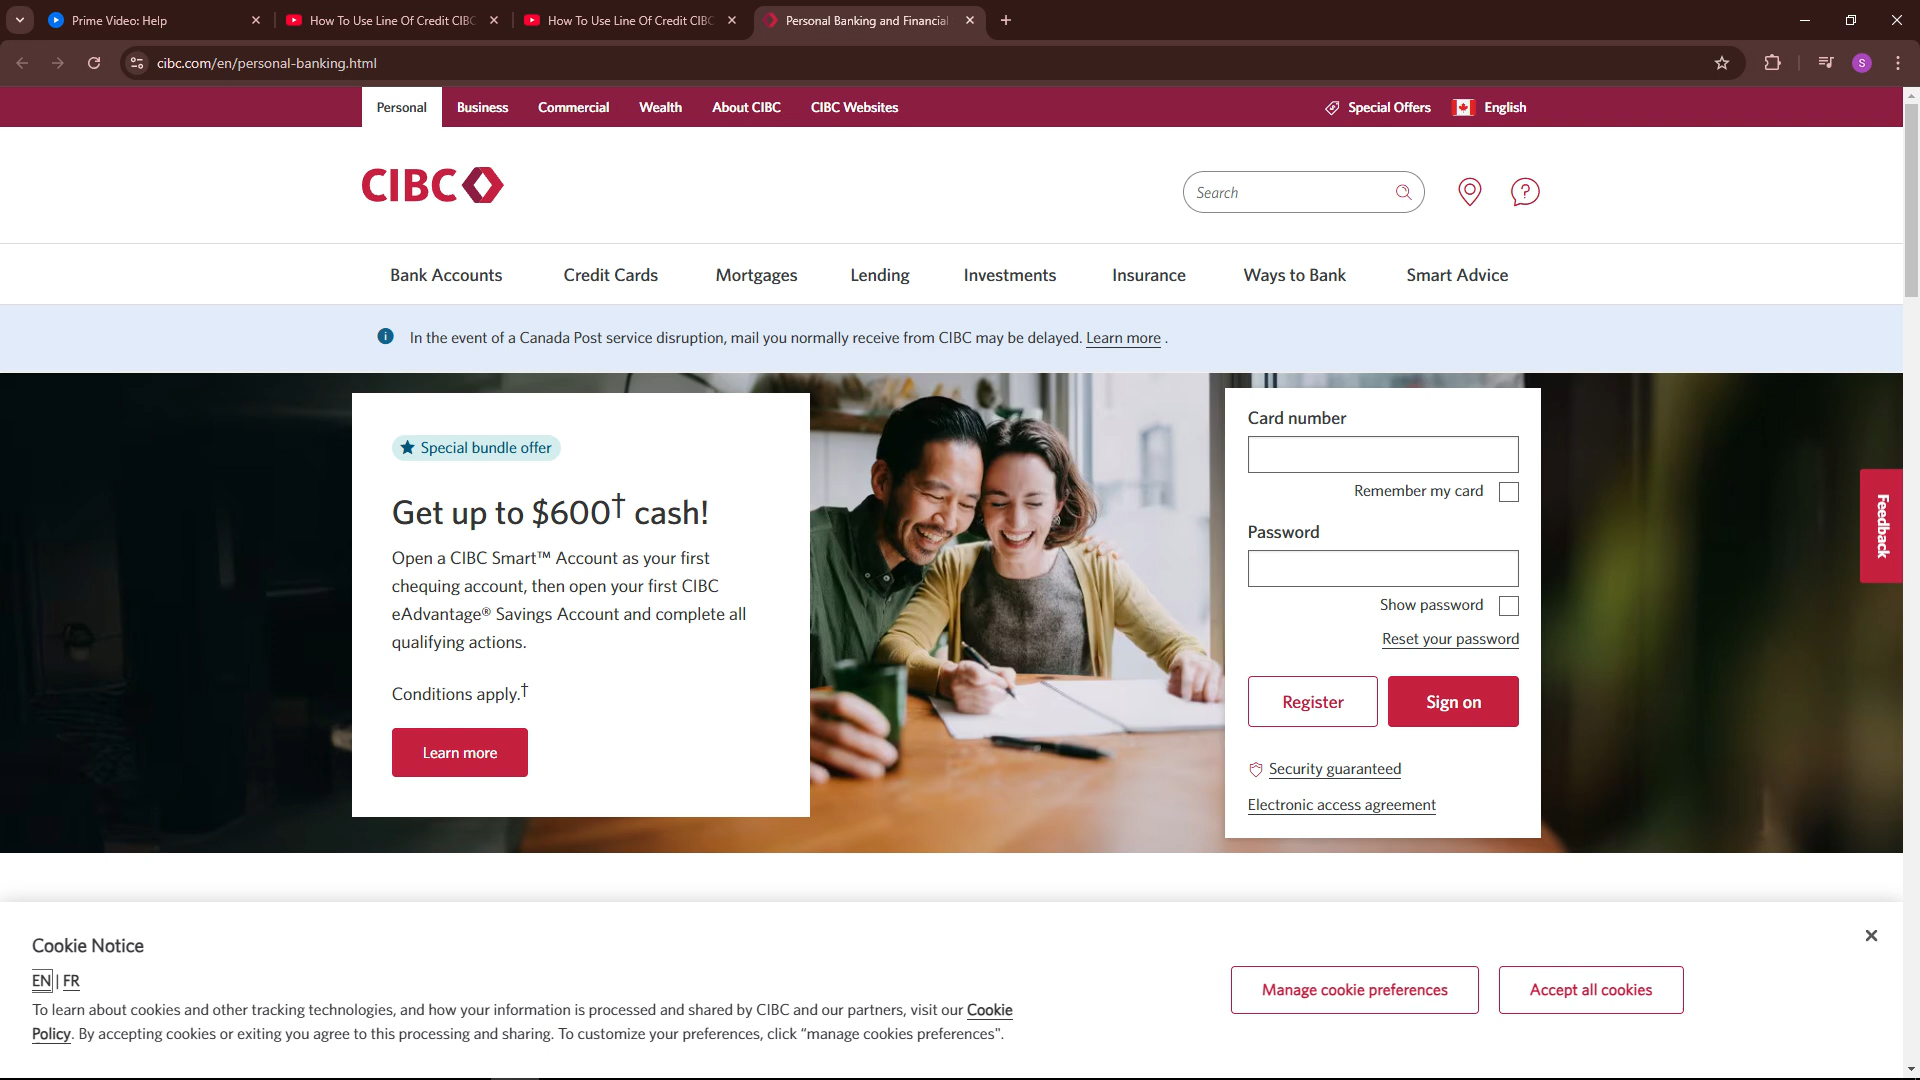 Prime Video: Help
How To Use Line Of Credit CIBC
How To Use Line Of Credit CIBC
Personal Banking and Financial
cibc.com/en/personal-banking.html
S
Personal
Business
Commercial
Wealth
About CIBC
CIBC Websites
Special Offers
English
CIBC
Search
Bank Accounts
Credit Cards
Mortgages
Lending
Investments
Insurance
Ways to Bank
Smart Advice
In the event of a Canada Post service disruption, mail you normally receive from CIBC may be delayed. Learn more .
Special bundle offer
Get up to $600† cash!
Open a CIBC Smart™ Account as your first
chequing account, then open your first CIBC
eAdvantage® Savings Account and complete all
qualifying actions.
Conditions apply.†
Learn more
Card number
Remember my card
Password
Show password
Reset your password
Register
Sign on
Security guaranteed
Electronic access agreement
Feedback
Cookie Notice
EN | FR
To learn about cookies and other tracking technologies, and how your information is processed and shared by CIBC and our partners, visit our Cookie
Policy. By accepting cookies or exiting you agree to this processing and sharing. To customize your preferences, click “manage cookies preferences".
Manage cookie preferences
Accept all cookies